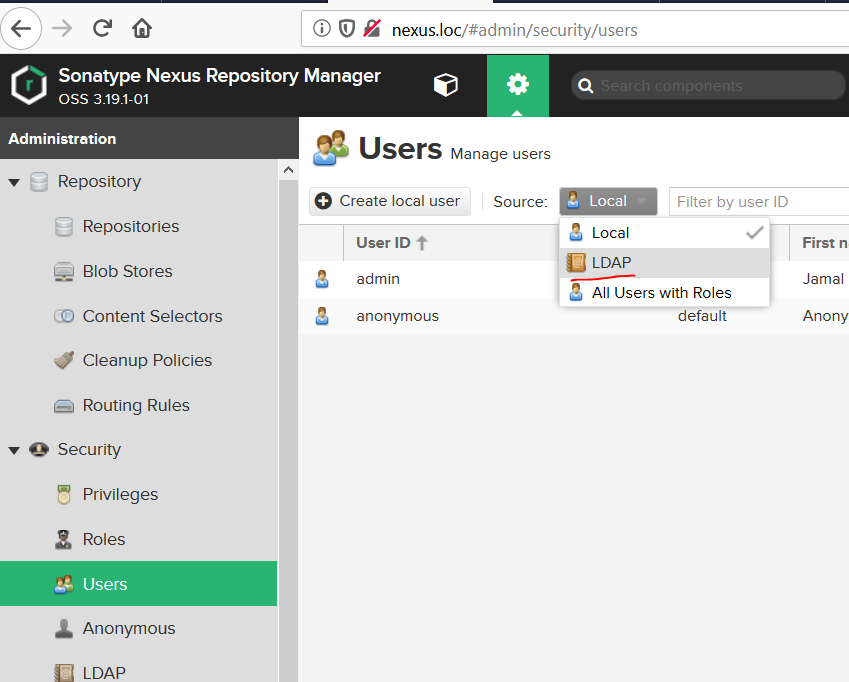 nexus.loc/#admin/security/users
Sonatype Nexus Repository Manager
OSS 3.19.1-01
Search components
Administration
Repository
Repositories
Blob Stores
Content Selectors
Cleanup Policies
Routing Rules
Security
Privileges
Roles
Users
Anonymous
LDAP
Users Manage users
Create local user Source: Local Filter by user ID
Local
LDAP
All Users with Roles
User ID First n
admin Jamal
anonymous default Anony